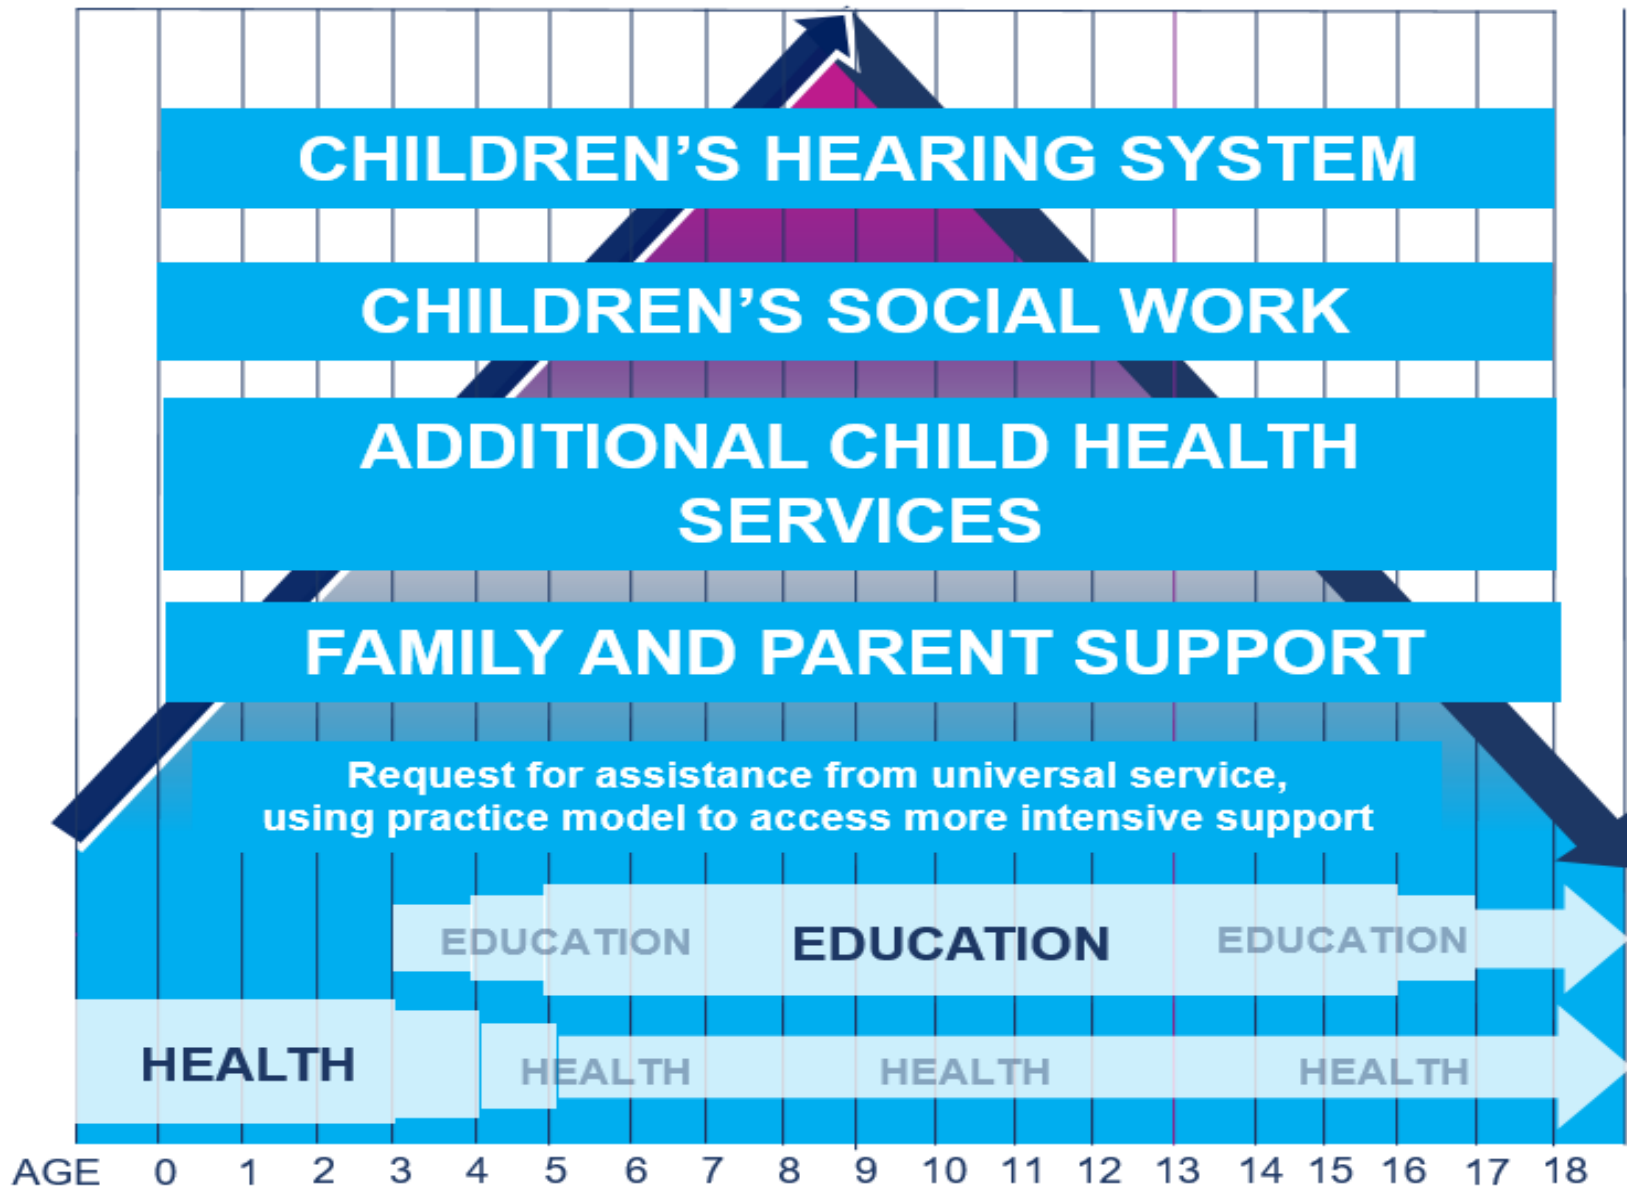 CHILDREN’S HEARING SYSTEM
CHILDREN’S SOCIAL WORK
ADDITIONAL CHILD HEALTH
SERVICES
FAMILY AND PARENT SUPPORT
Request for assistance from universal service,
using practice model to access more intensive support
EDUCATION EDUCATION EDUCATION
HEALTH HEALTH HEALTH HEALTH
AGE 0 1 2 3 4 5 6 7 8 9 10 11 12 13 14 15 16 17 18